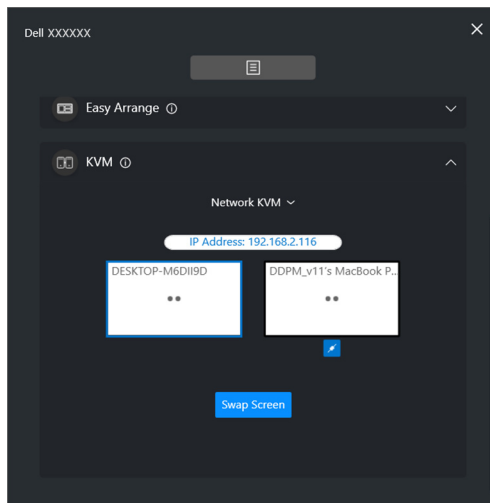 Dell XXXXXX
Easy Arrange
KVM
Network KVM
IP Address: 192.168.2.116
DESKTOP-M6DII9D
DDPM_v11's MacBook P..
Swap Screen